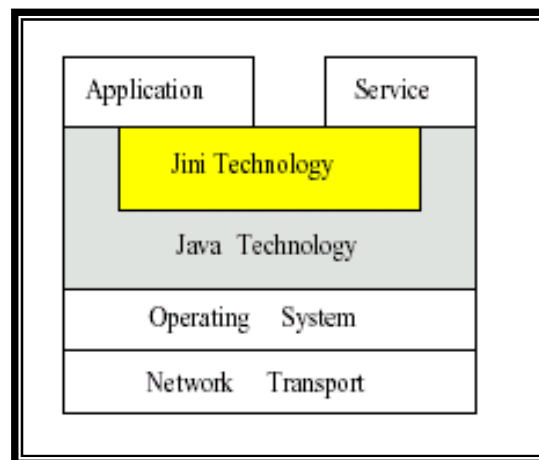 Application Service
Jini Technology
Java Technology
Operating System
Network Transport